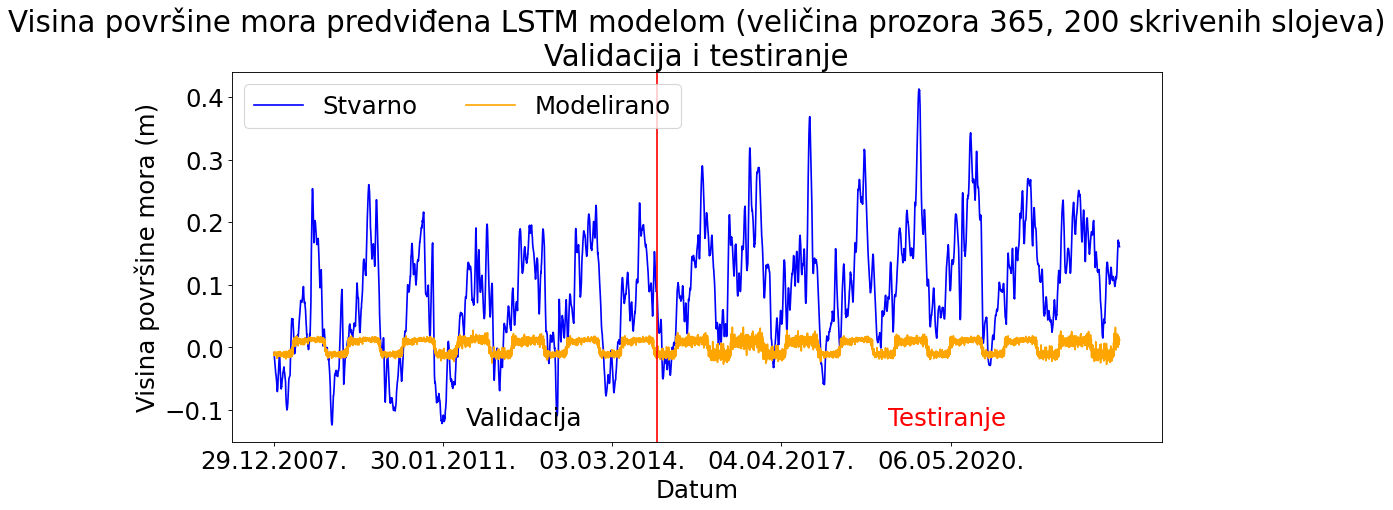 Visina površine mora predviđena LSTM modelom (veličina prozora 365, 200 skrivenih slojeva)
Validacija i testiranje
Stvarno
Modelirano
Visina površine mora (m)
0.4
0.3
0.2
0.1
0.0
−0.1
Validacija
Testiranje
29.12.2007.
30.01.2011.
03.03.2014.
04.04.2017.
06.05.2020.
Datum